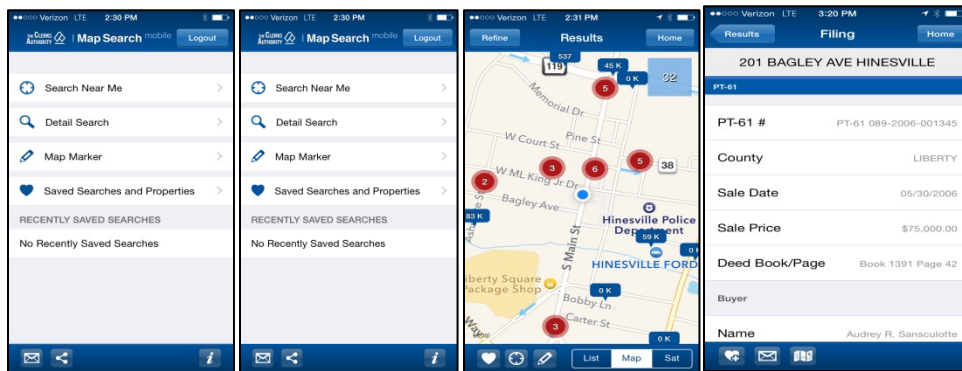 ●●○○○ Verizon LTE 2:30 PM
THE CLERKS AUTHORITY | Map Search mobile Logout
Search Near Me
Detail Search
Map Marker
Saved Searches and Properties
RECENTLY SAVED SEARCHES
No Recently Saved Searches
●●○○○ Verizon LTE 2:30 PM
THE CLERKS AUTHORITY | Map Search mobile Logout
Search Near Me
Detail Search
Map Marker
Saved Searches and Properties
RECENTLY SAVED SEARCHES
No Recently Saved Searches
●●○○○ Verizon LTE 2:31 PM
Refine Results Home
537
119
45 K
0 K
32
5
Memorial Dr
Pine St
W Court St
3
6
5
38
2
W ML King Jr Dr
Bagley Ave
83 K
Hinesville Police
Department
59 K
S Main St
HINESVILLE FORD
Liberty Square
Package Shop
0 K
Bobby Ln
3
Carter St
0 K
List Map Sat
●●○○○ Verizon LTE 3:20 PM
Results Filing Home
201 BAGLEY AVE HINESVILLE
PT-61
PT-61 # PT-61 089-2006-001345
County LIBERTY
Sale Date 05/30/2006
Sale Price $75,000.00
Deed Book/Page Book 1391 Page 42
Buyer
Name Audrey R. Sansculotte